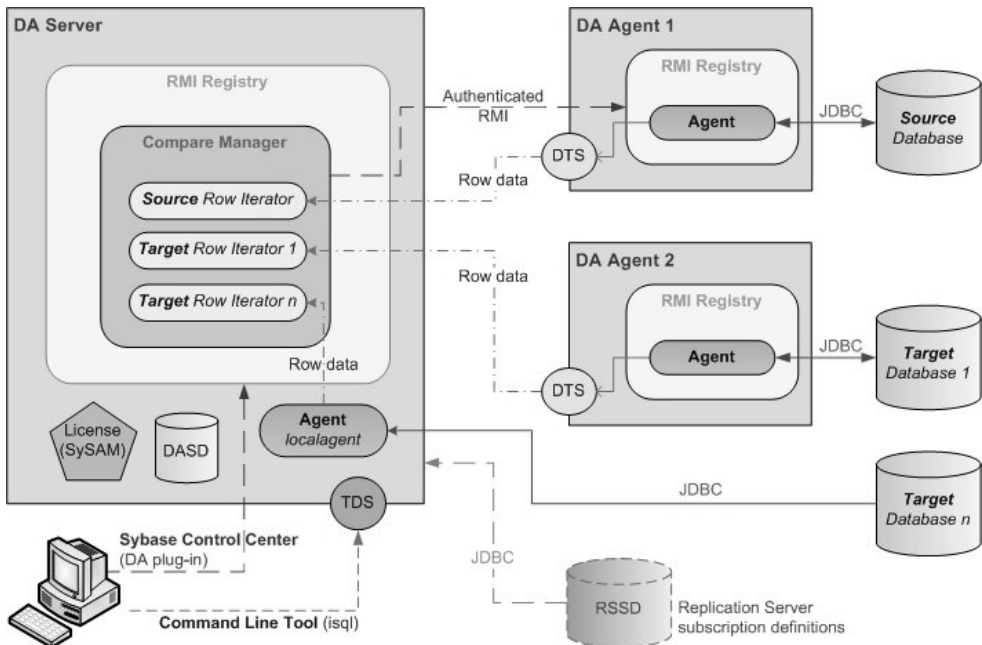 DA Server
RMI Registry
Compare Manager
Source Row Iterator
Target Row Iterator 1
Target Row Iterator n
Row data
License
(SySAM)
DASD
Agent
localagent
TDS
Authenticated
RMI
Row data
Row data
DA Agent 1
RMI Registry
Agent
DTS
JDBC
Source
Database
DA Agent 2
RMI Registry
Agent
DTS
JDBC
Target
Database 1
JDBC
Target
Database n
Sybase Control Center
(DA plug-in)
Command Line Tool (isql)
JDBC
RSSD
Replication Server
subscription definitions